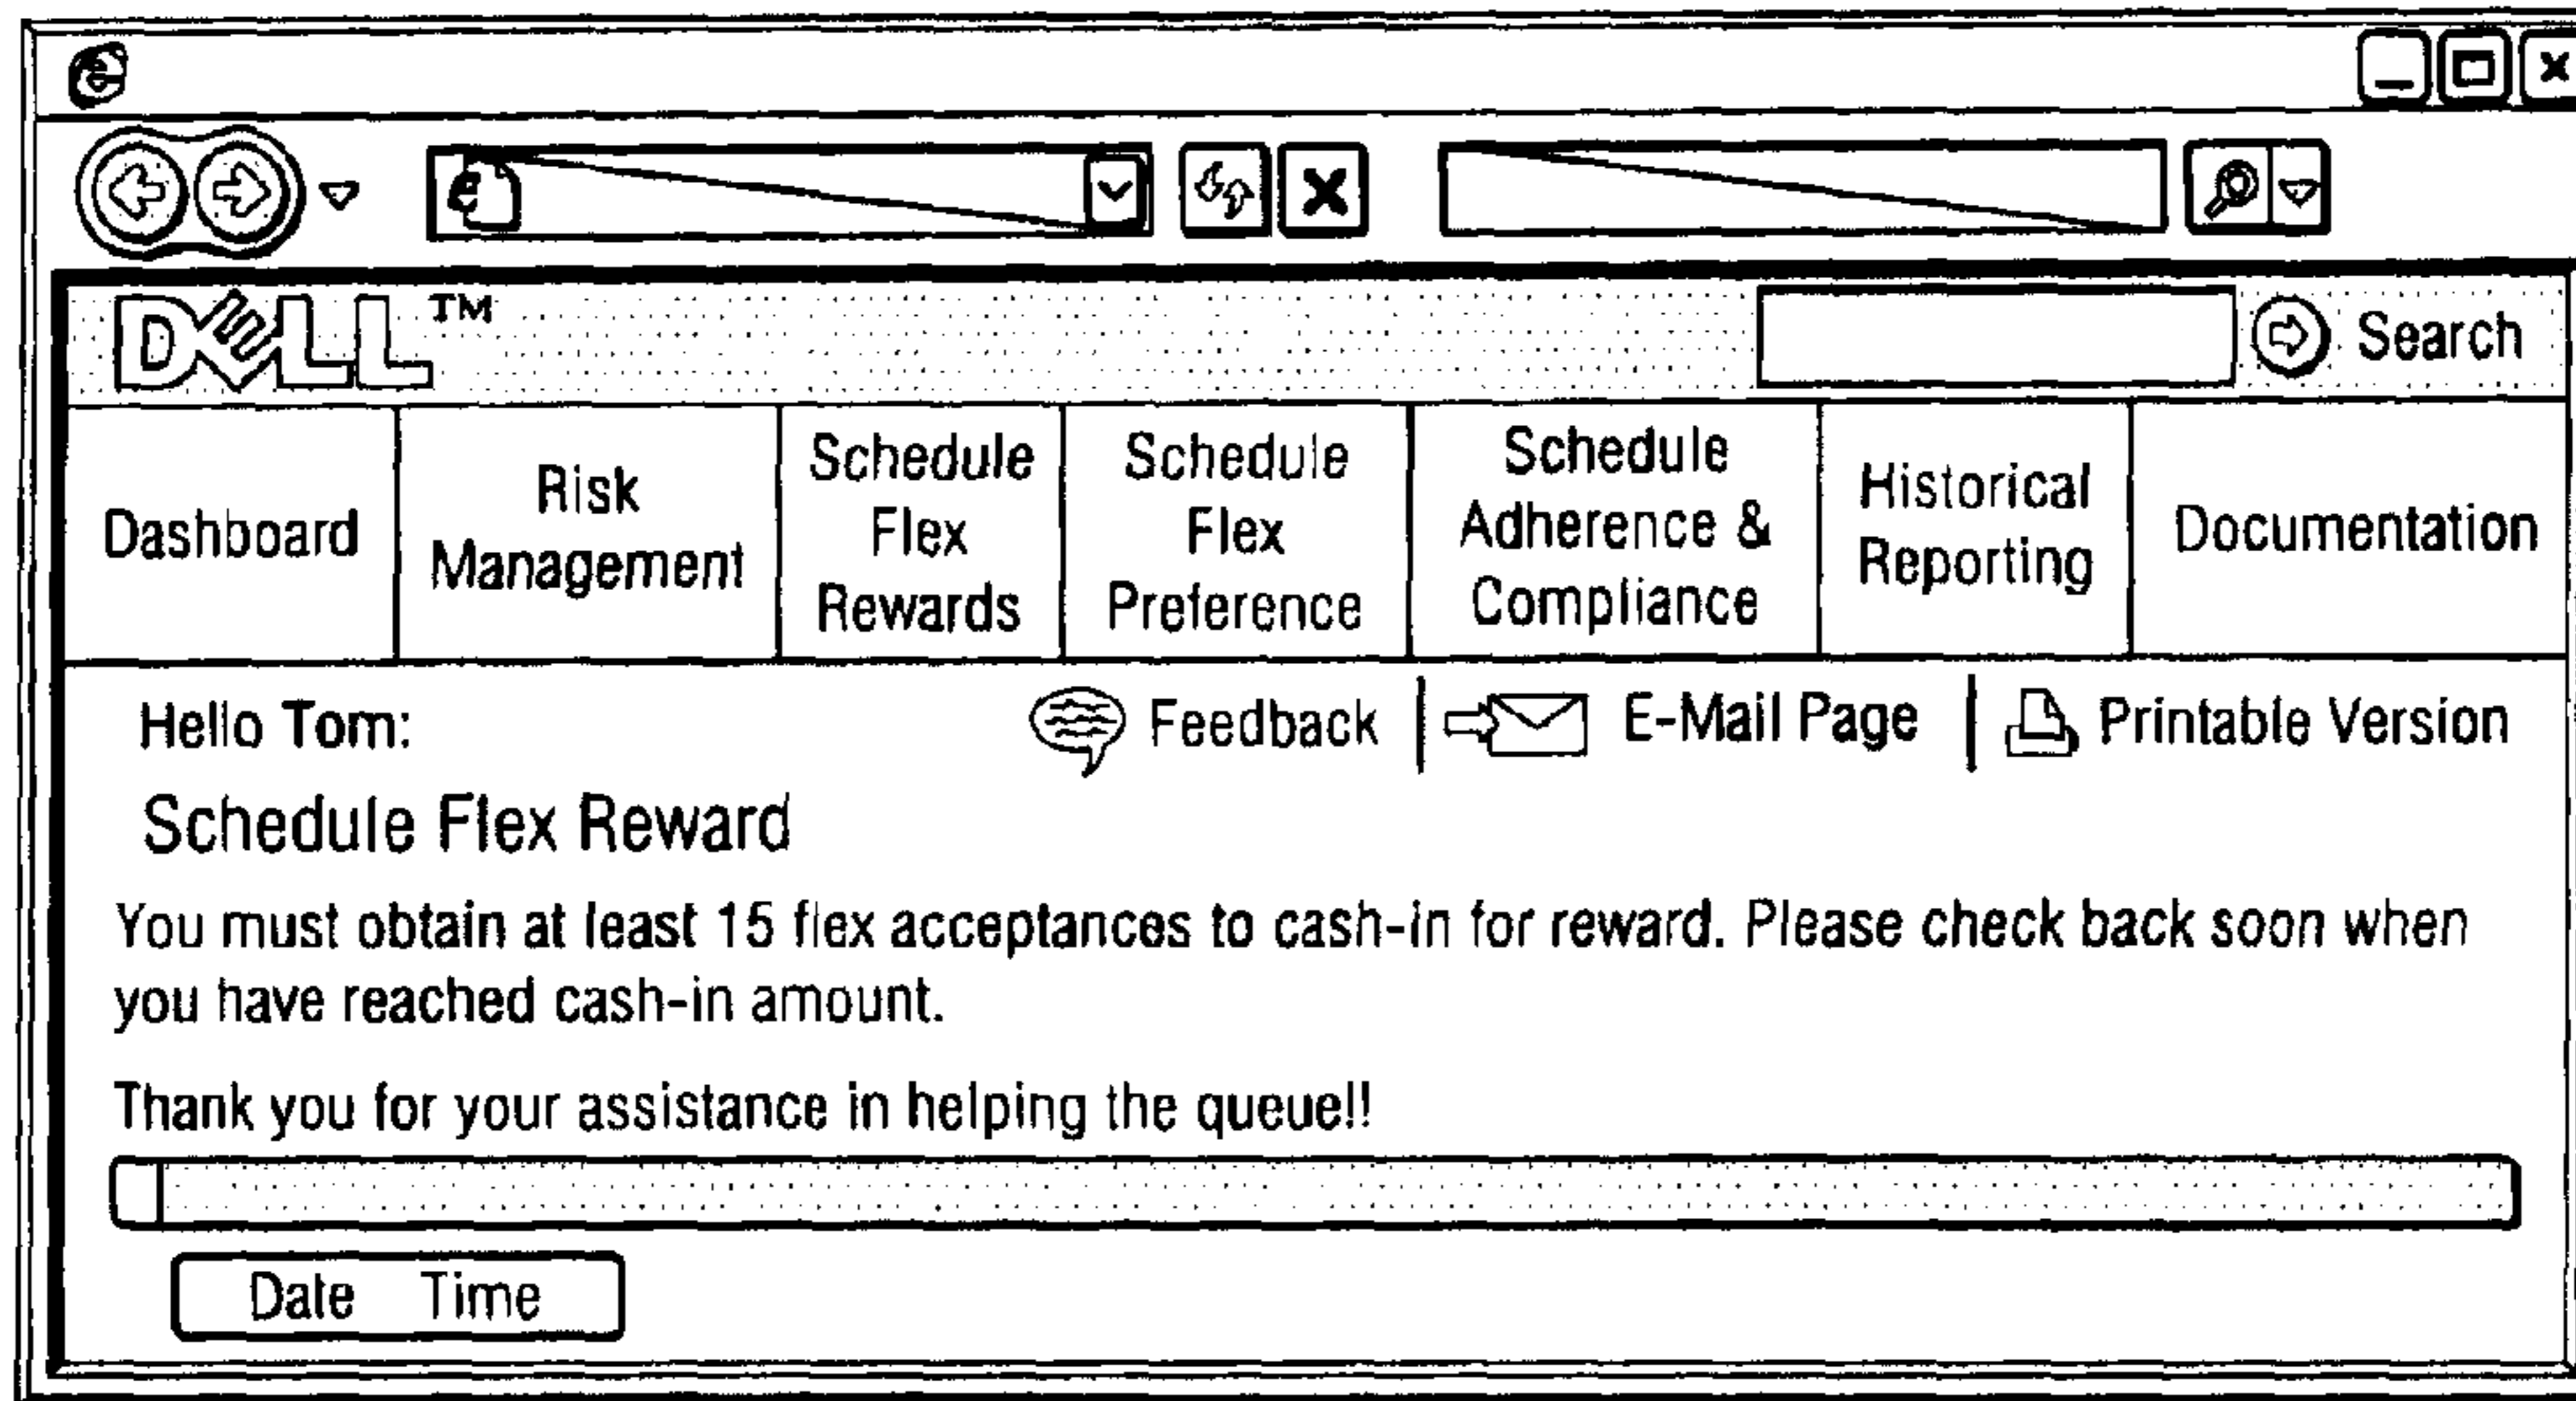 DELL™
Search
Dashboard
Risk
Management
Schedule
Flex
Rewards
Schedule
Flex
Preference
Schedule
Adherence &
Compliance
Historical
Reporting
Documentation
Hello Tom:
Feedback
E-Mail Page
Printable Version
Schedule Flex Reward
You must obtain at least 15 flex acceptances to cash-in for reward. Please check back soon when
you have reached cash-in amount.
Thank you for your assistance in helping the queue!!
Date Time